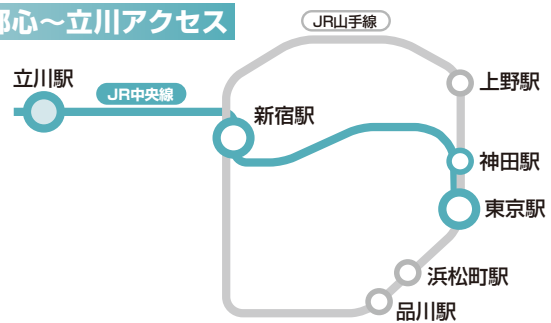 都心～立川アクセス
JR山手線
立川駅
JR中央線
新宿駅
上野駅
神田駅
東京駅
浜松町駅
品川駅